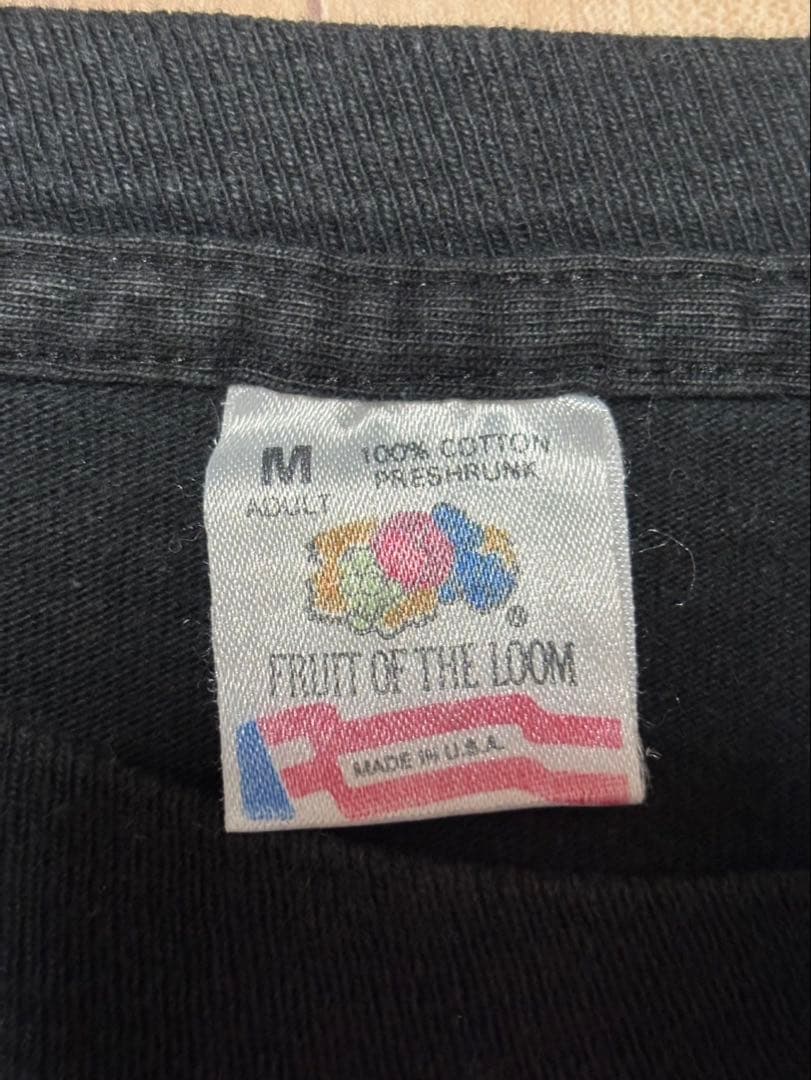 M
ADULT
100% COTTON
PRESHRUNK
®
FRUIT OF THE LOOM
MADE IN U.S.A.